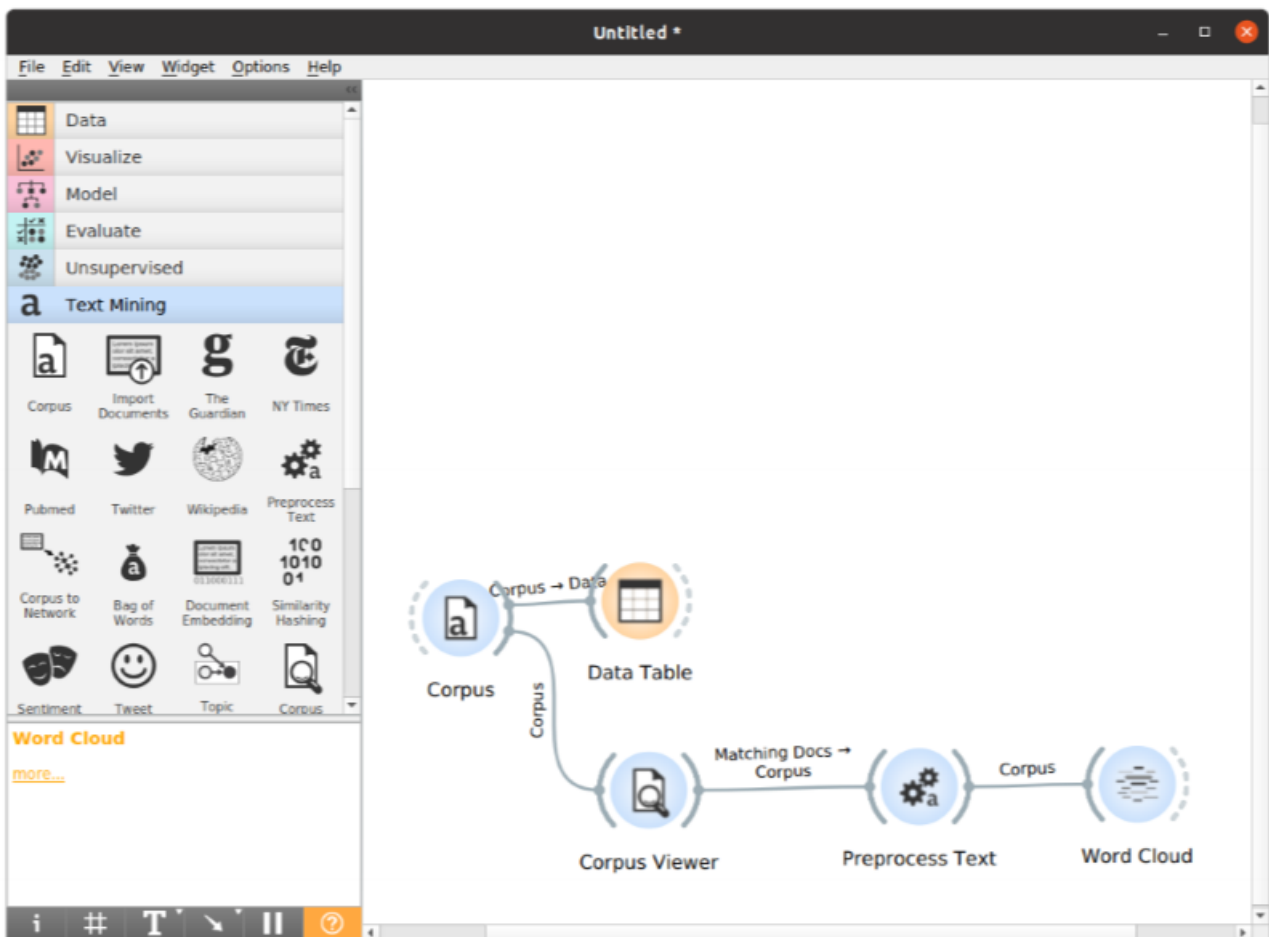 Untitled *
File Edit View Widget Options Help
Data
Visualize
Model
Evaluate
Unsupervised
a Text Mining
a
g
Corpus
Import
Documents
The
Guardian
NY Times
M
a
Pubmed
Twitter
Wikipedia
Preprocess
Text
a
011000111
1010
Corpus to
Network
Bag of
Words
Document
Embedding
Similarity
Hashing
Sentiment
Tweet
Topic
Corpus
Word Cloud
more...
i # T ?
Corpus → Data
a
Corpus
Data Table
Corpus
Matching Docs →
Corpus
Corpus
a
Corpus Viewer
Preprocess Text
Word Cloud